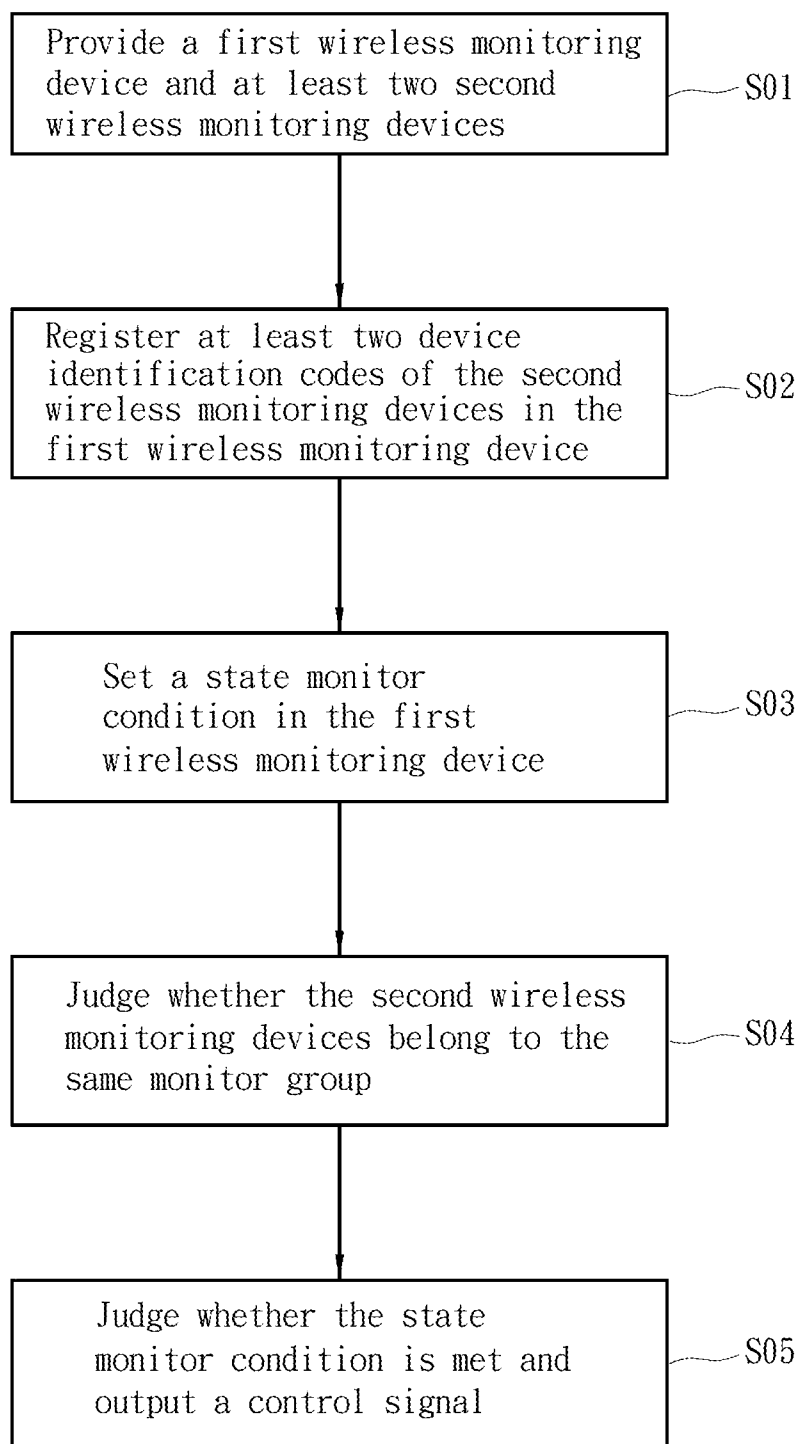 Provide a first wireless monitoring
device and at least two second
wireless monitoring devices
S01
Register at least two device
identification codes of the second
wireless monitoring devices in the
first wireless monitoring device
S02
Set a state monitor
condition in the first
wireless monitoring device
S03
Judge whether the second wireless
monitoring devices belong to the
same monitor group
S04
Judge whether the state
monitor condition is met and
output a control signal
S05